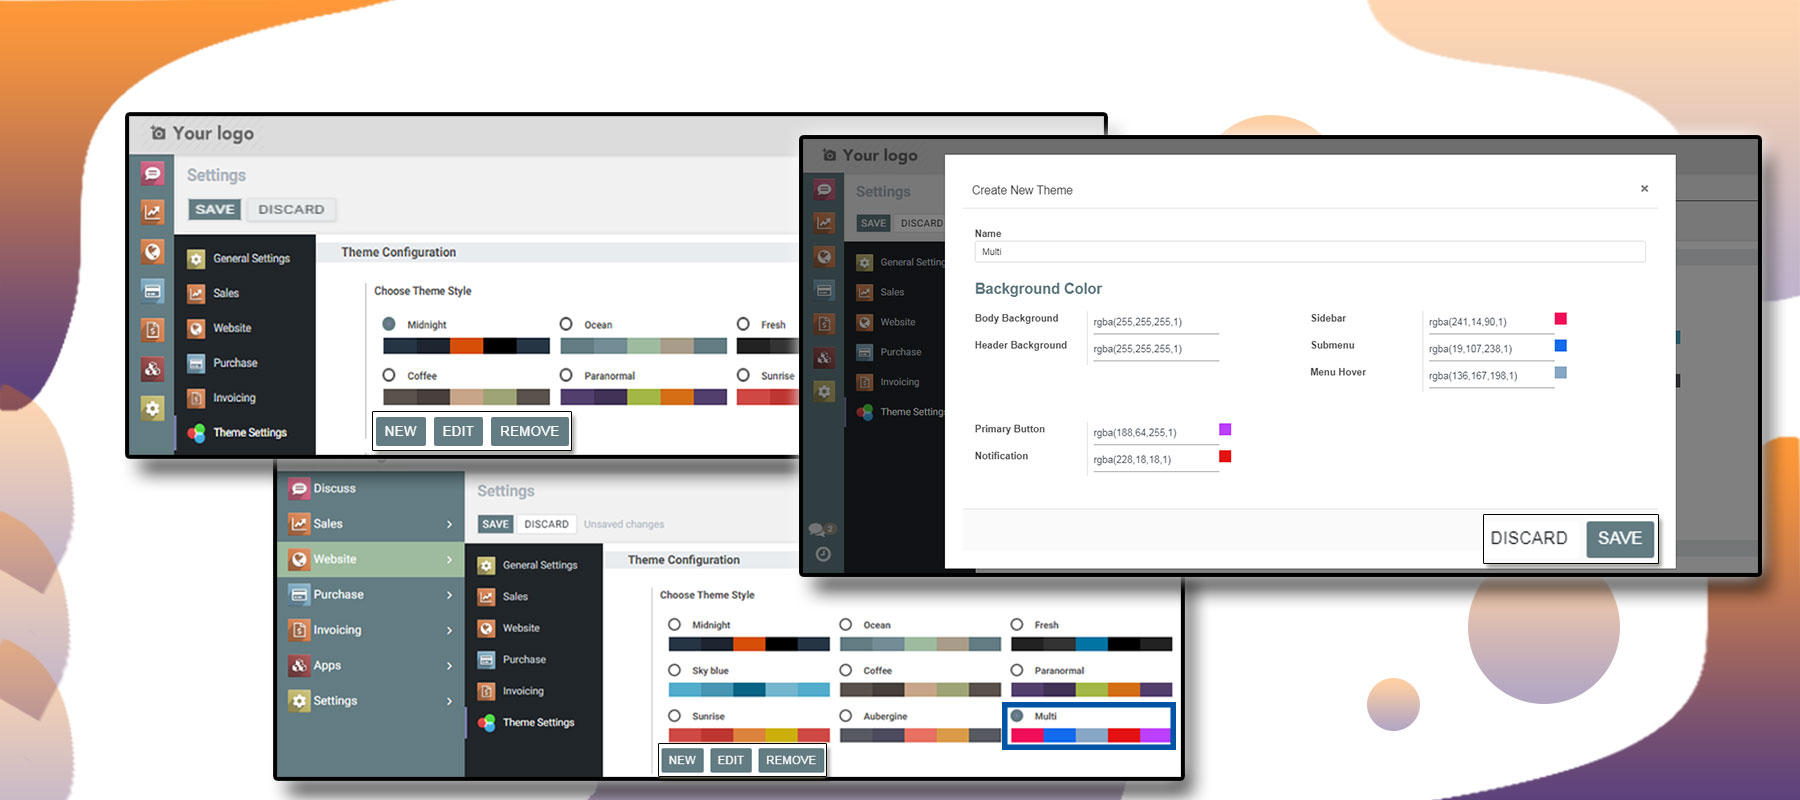 Your logo
Settings
SAVE DISCARD
General Settings
Sales
Website
Purchase
Invoicing
Theme Settings
Theme Configuration
Choose Theme Style
Midnight Ocean Fresh
Coffee Paranormal Sunrise
NEW EDIT REMOVE
Your logo
Settings
SAVE DISCARD
General Setting
Sales
Website
Purchase
Invoicing
Theme Settings
2
Create New Theme ×
Name
Multi
Background Color
Body Background rgba(255,255,255,1)
Header Background rgba(255,255,255,1)
Sidebar rgba(241,14,90,1)
Submenu rgba(19,107,238,1)
Menu Hover rgba(136,167,198,1)
Primary Button rgba(188,64,255,1)
Notification rgba(228,18,18,1)
DISCARD SAVE
Discuss
Sales
Website
Purchase
Invoicing
Apps
Settings
Settings
SAVE DISCARD Unsaved changes
General Settings
Sales
Website
Purchase
Invoicing
Theme Settings
Theme Configuration
Choose Theme Style
Midnight Ocean Fresh
Sky blue Coffee Paranormal
Sunrise Aubergine Multi
NEW EDIT REMOVE